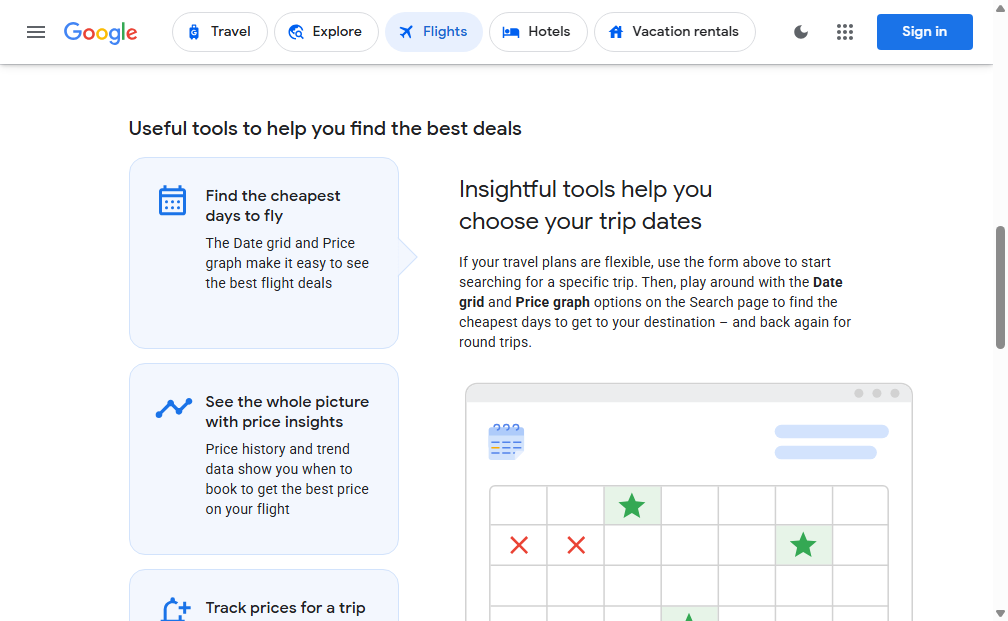 Google
Travel
Explore
Flights
Hotels
Vacation rentals
Sign in
Useful tools to help you find the best deals
Find the cheapest
days to fly
The Date grid and Price
graph make it easy to see
the best flight deals
See the whole picture
with price insights
Price history and trend
data show you when to
book to get the best price
on your flight
Track prices for a trip
Insightful tools help you
choose your trip dates
If your travel plans are flexible, use the form above to start
searching for a specific trip. Then, play around with the Date
grid and Price graph options on the Search page to find the
cheapest days to get to your destination – and back again for
round trips.